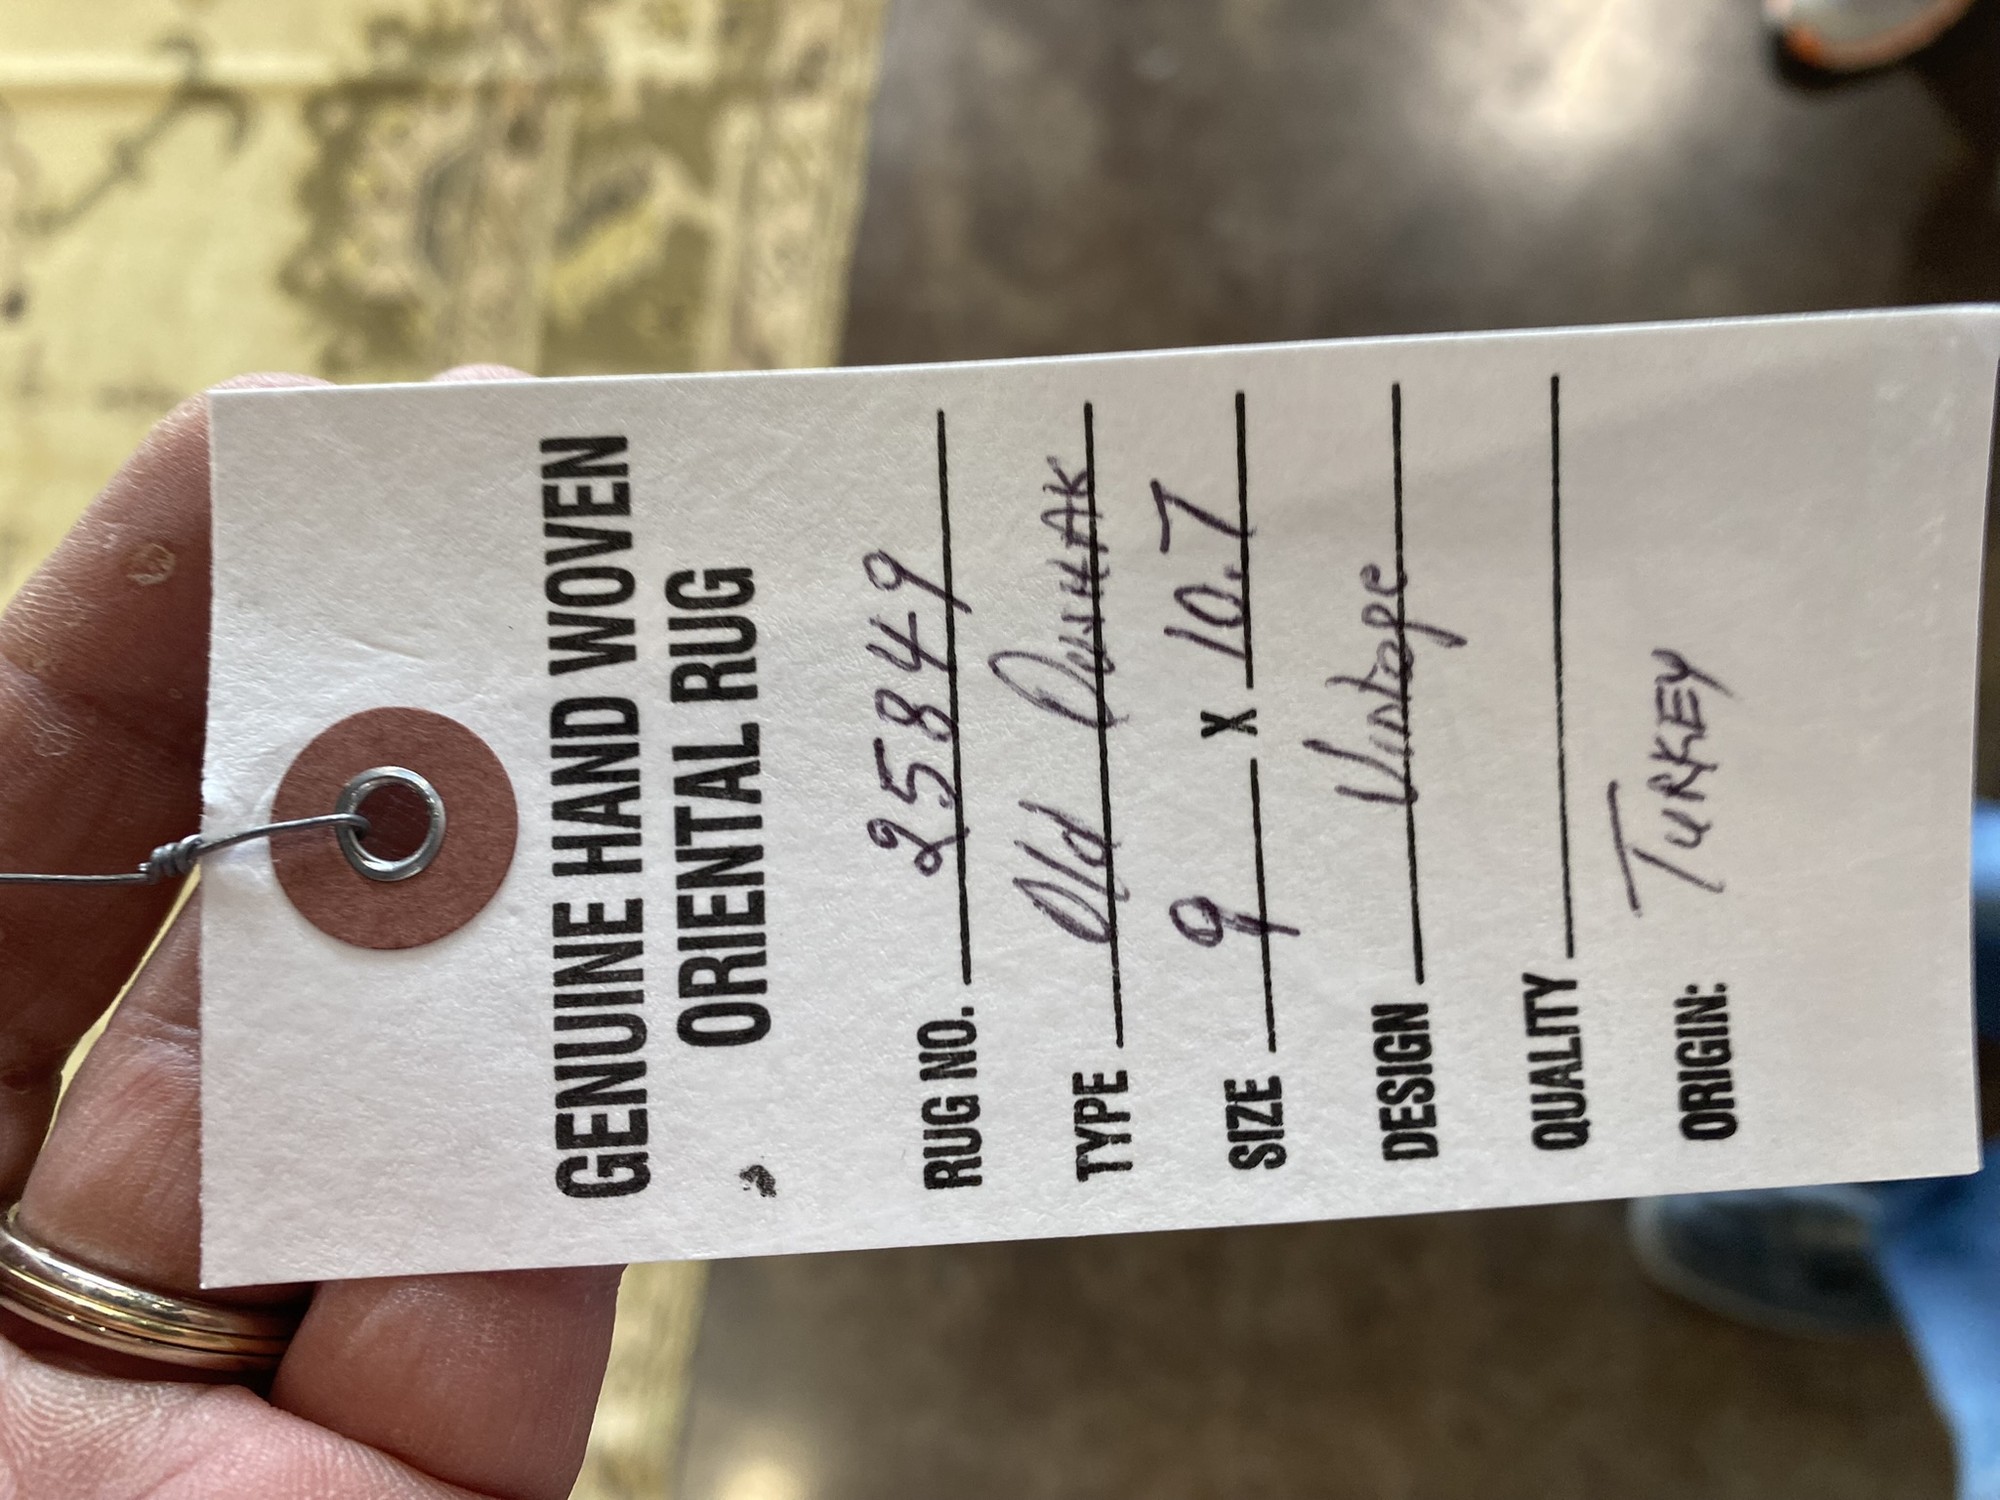 GENUINE HAND WOVEN
ORIENTAL RUG
RUG NO. 25849
TYPE Old Oushak
SIZE 9 X 10.7
DESIGN Vintage
QUALITY
ORIGIN: TURKEY